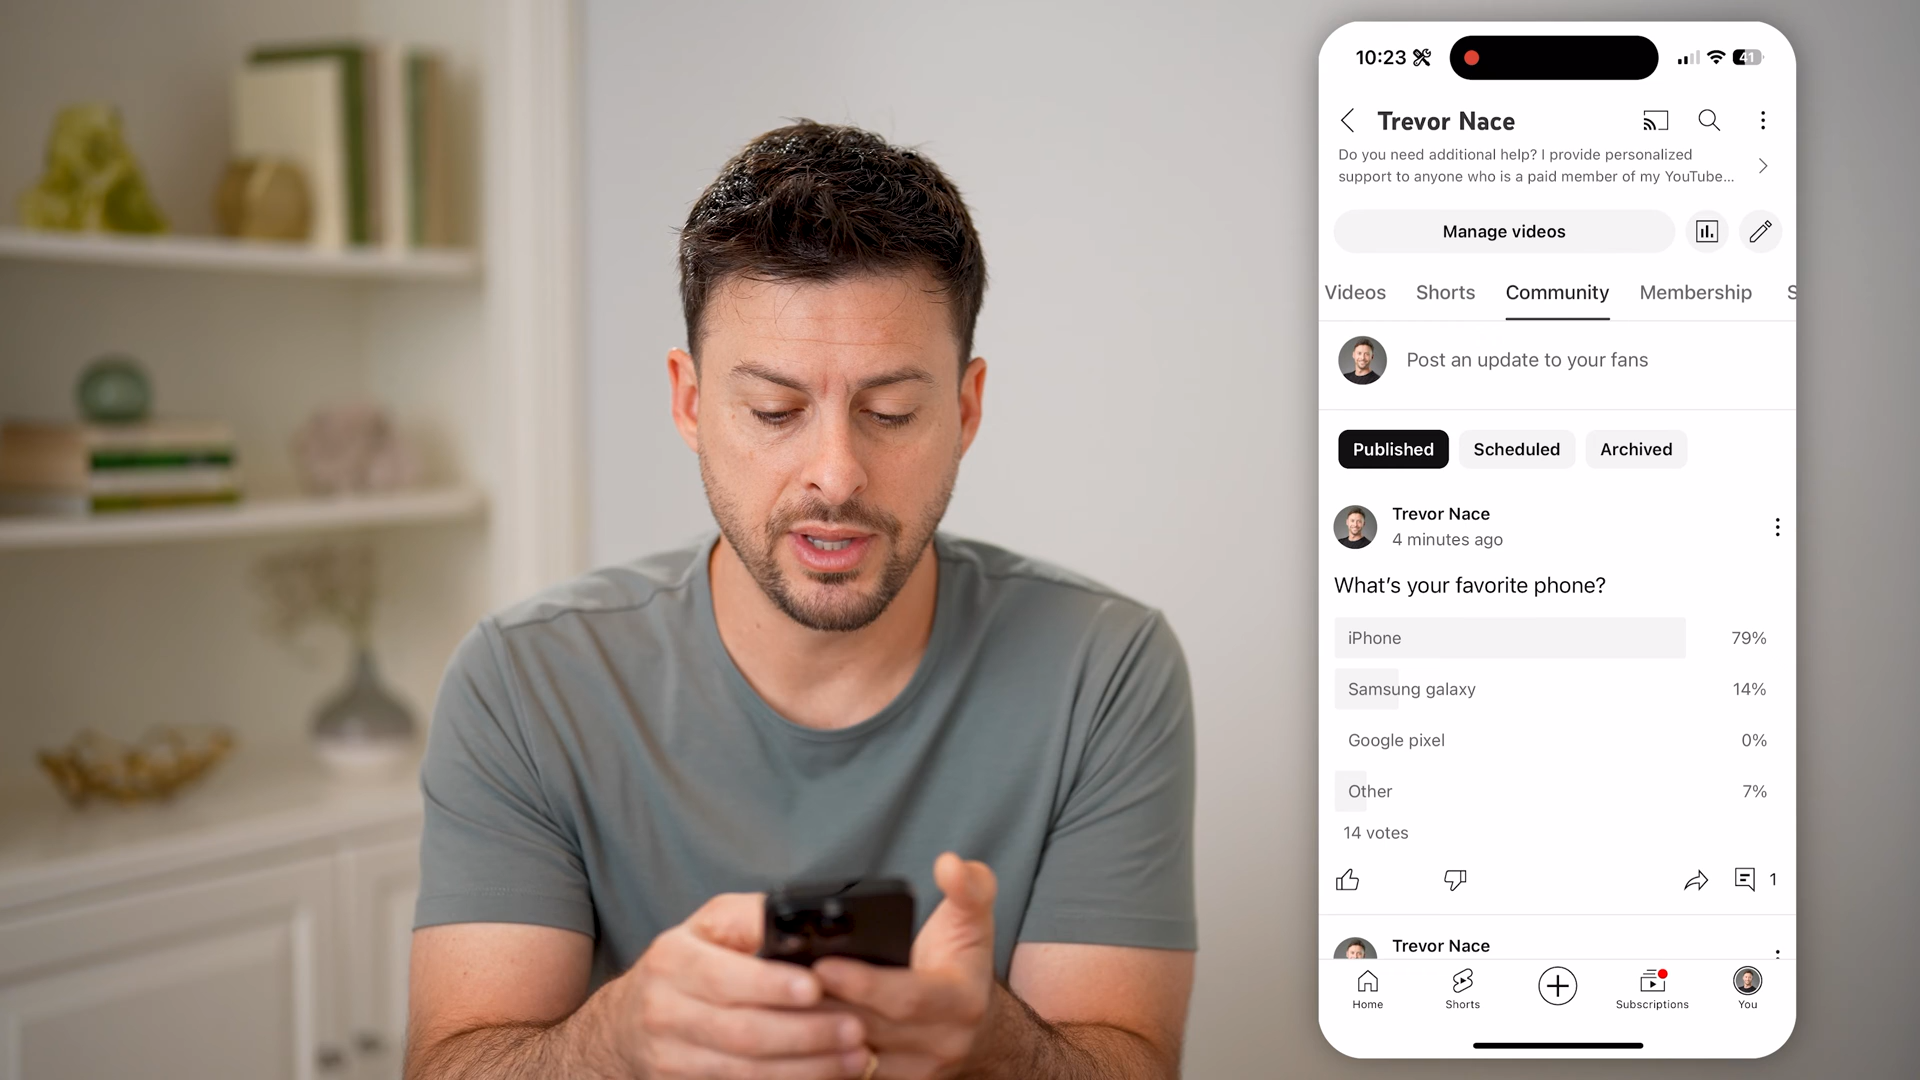 10:23
41
Trevor Nace
Do you need additional help? I provide personalized
support to anyone who is a paid member of my YouTube...
Manage videos
Videos Shorts Community Membership S
Post an update to your fans
Published Scheduled Archived
Trevor Nace
4 minutes ago
What's your favorite phone?
iPhone 79%
Samsung galaxy 14%
Google pixel 0%
Other 7%
14 votes
1
Trevor Nace
Home Shorts Subscriptions You